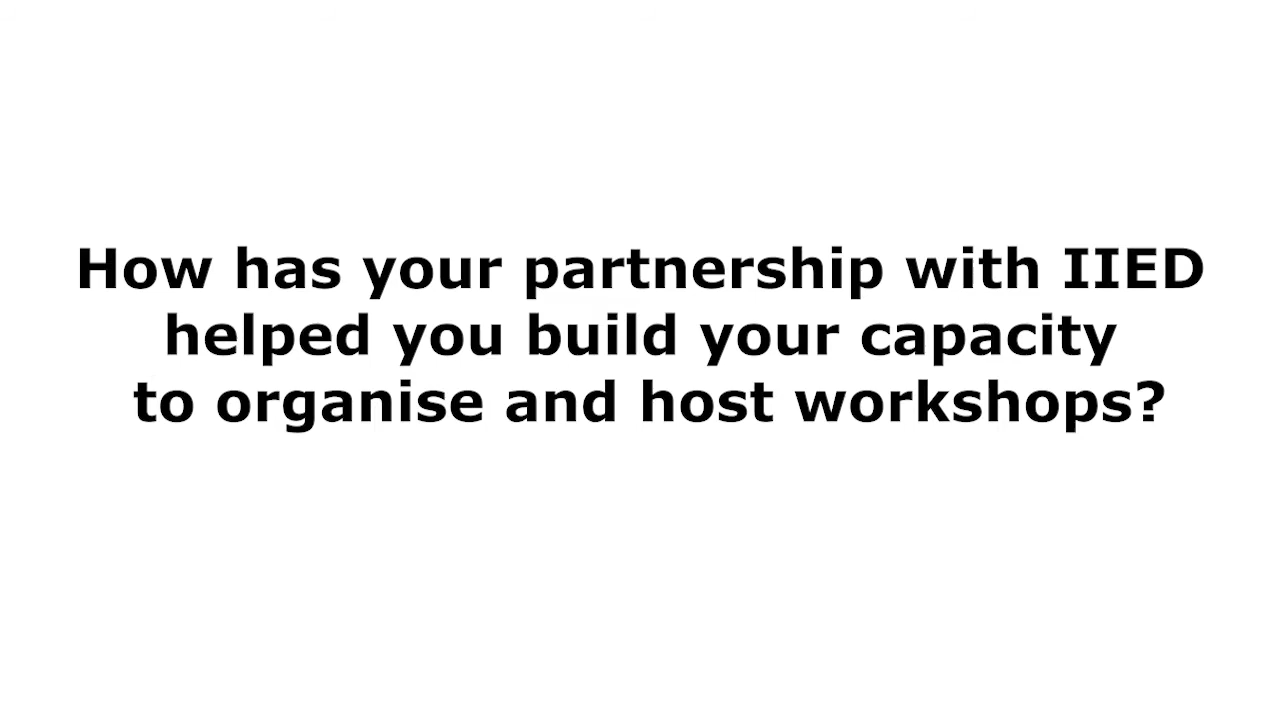 How has your partnership with IIED
helped you build your capacity
to organise and host workshops?